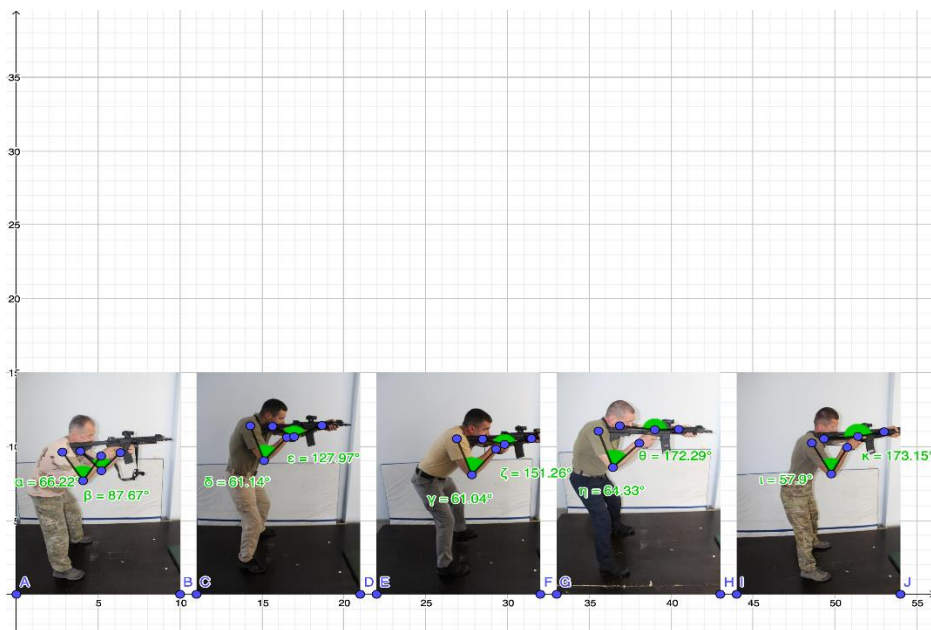 35
30
25
20
15
10
5
α = 66.22°
β = 87.67°
δ = 61.14°
ε = 127.97°
γ = 61.04°
ζ = 151.26°
η = 64.33°
θ = 172.29°
ι = 57.9°
κ = 173.15°
A B C D E F G H I J
5 10 15 20 25 30 35 40 45 50 55